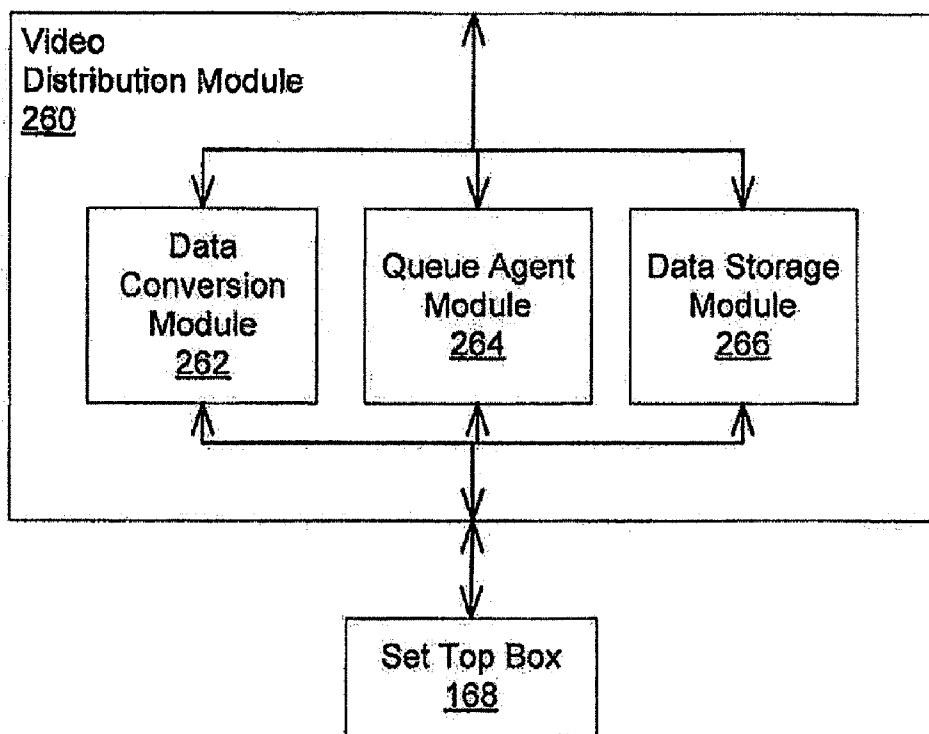 Video
Distribution Module
260
Data
Conversion
Module
262
Queue Agent
Module
264
Data Storage
Module
266
Set Top Box
168